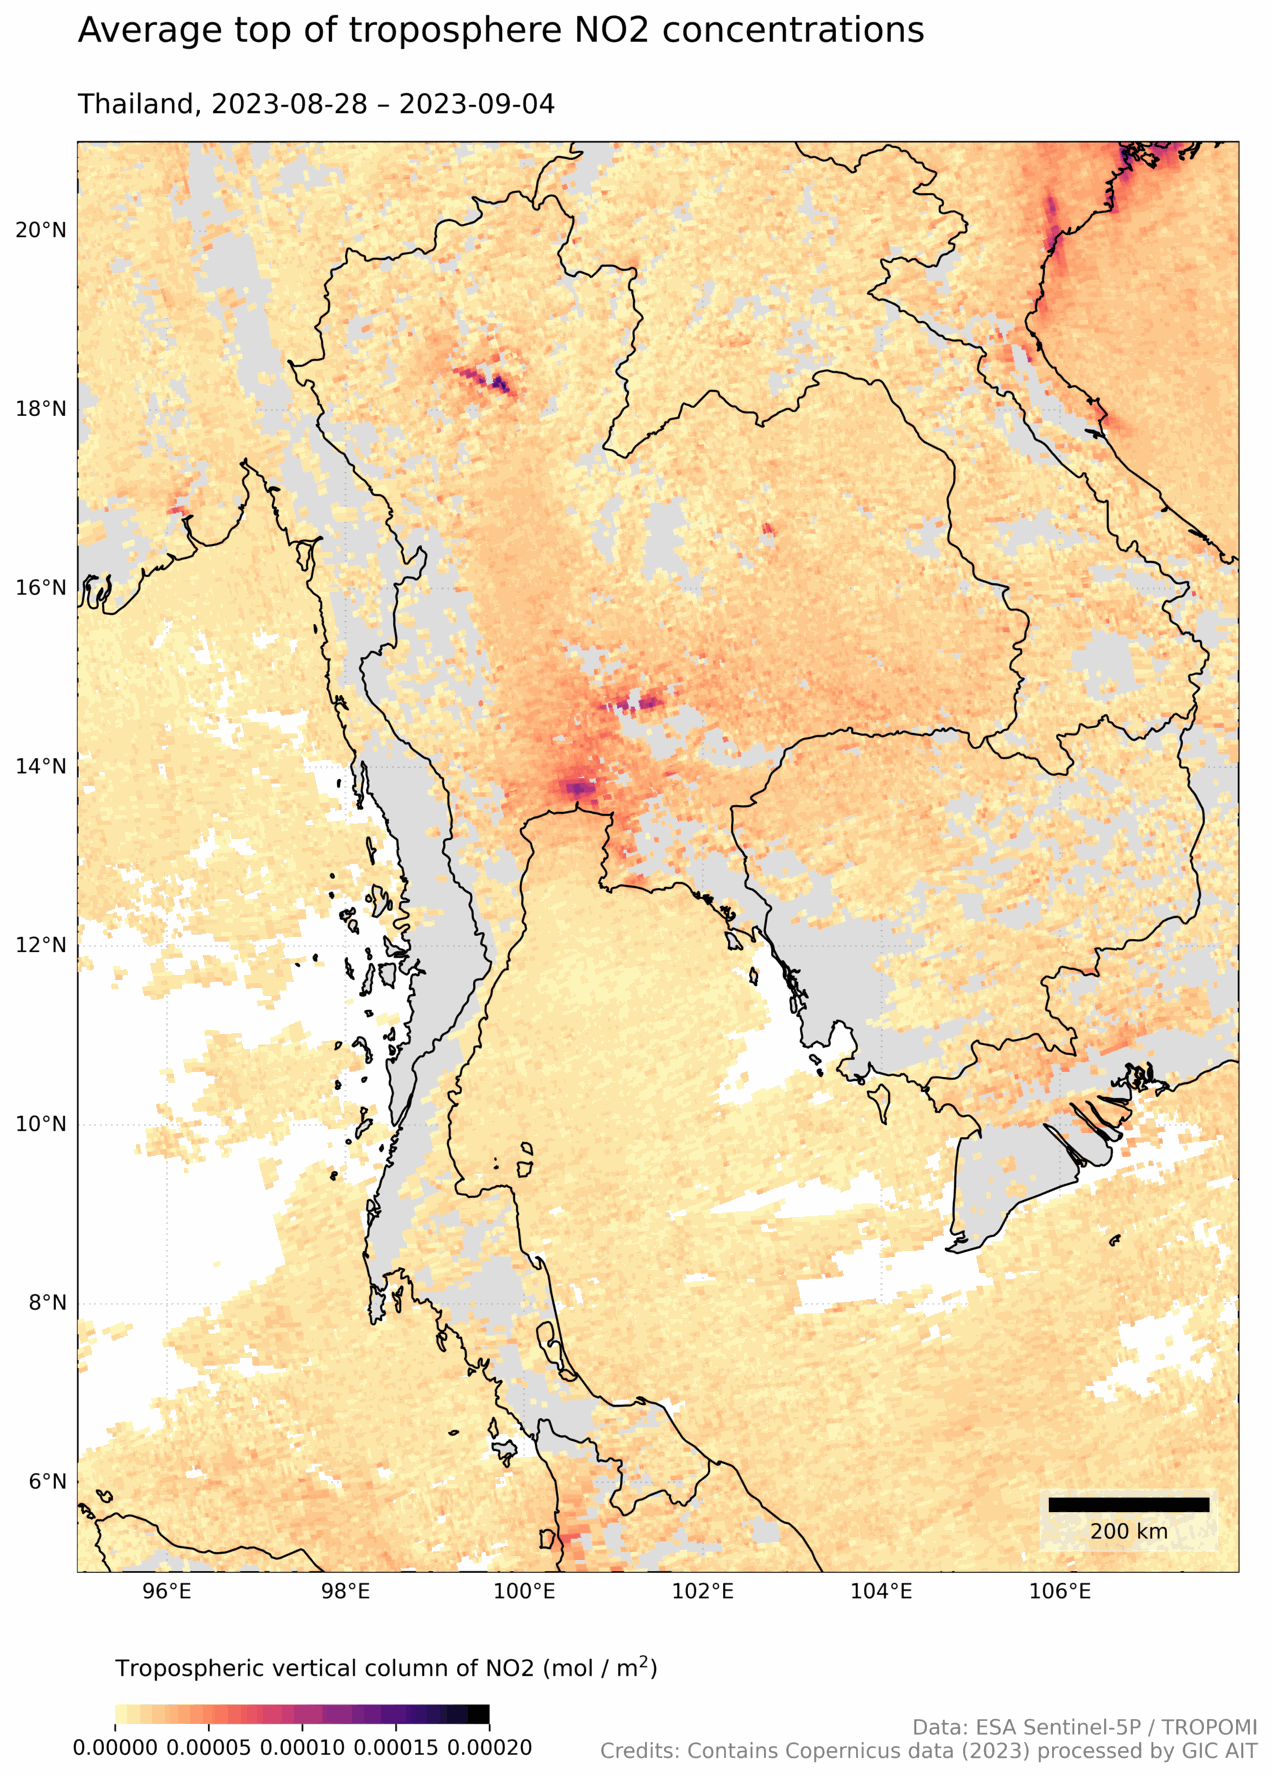 Average top of troposphere NO2 concentrations
Thailand, 2023-08-28 – 2023-09-04
20°N
18°N
16°N
14°N
12°N
10°N
8°N
6°N
200 km
96°E 98°E 100°E 102°E 104°E 106°E
Tropospheric vertical column of NO2 (mol / m²)
0.00000 0.00005 0.00010 0.00015 0.00020
Data: ESA Sentinel-5P / TROPOMI
Credits: Contains Copernicus data (2023) processed by GIC AIT